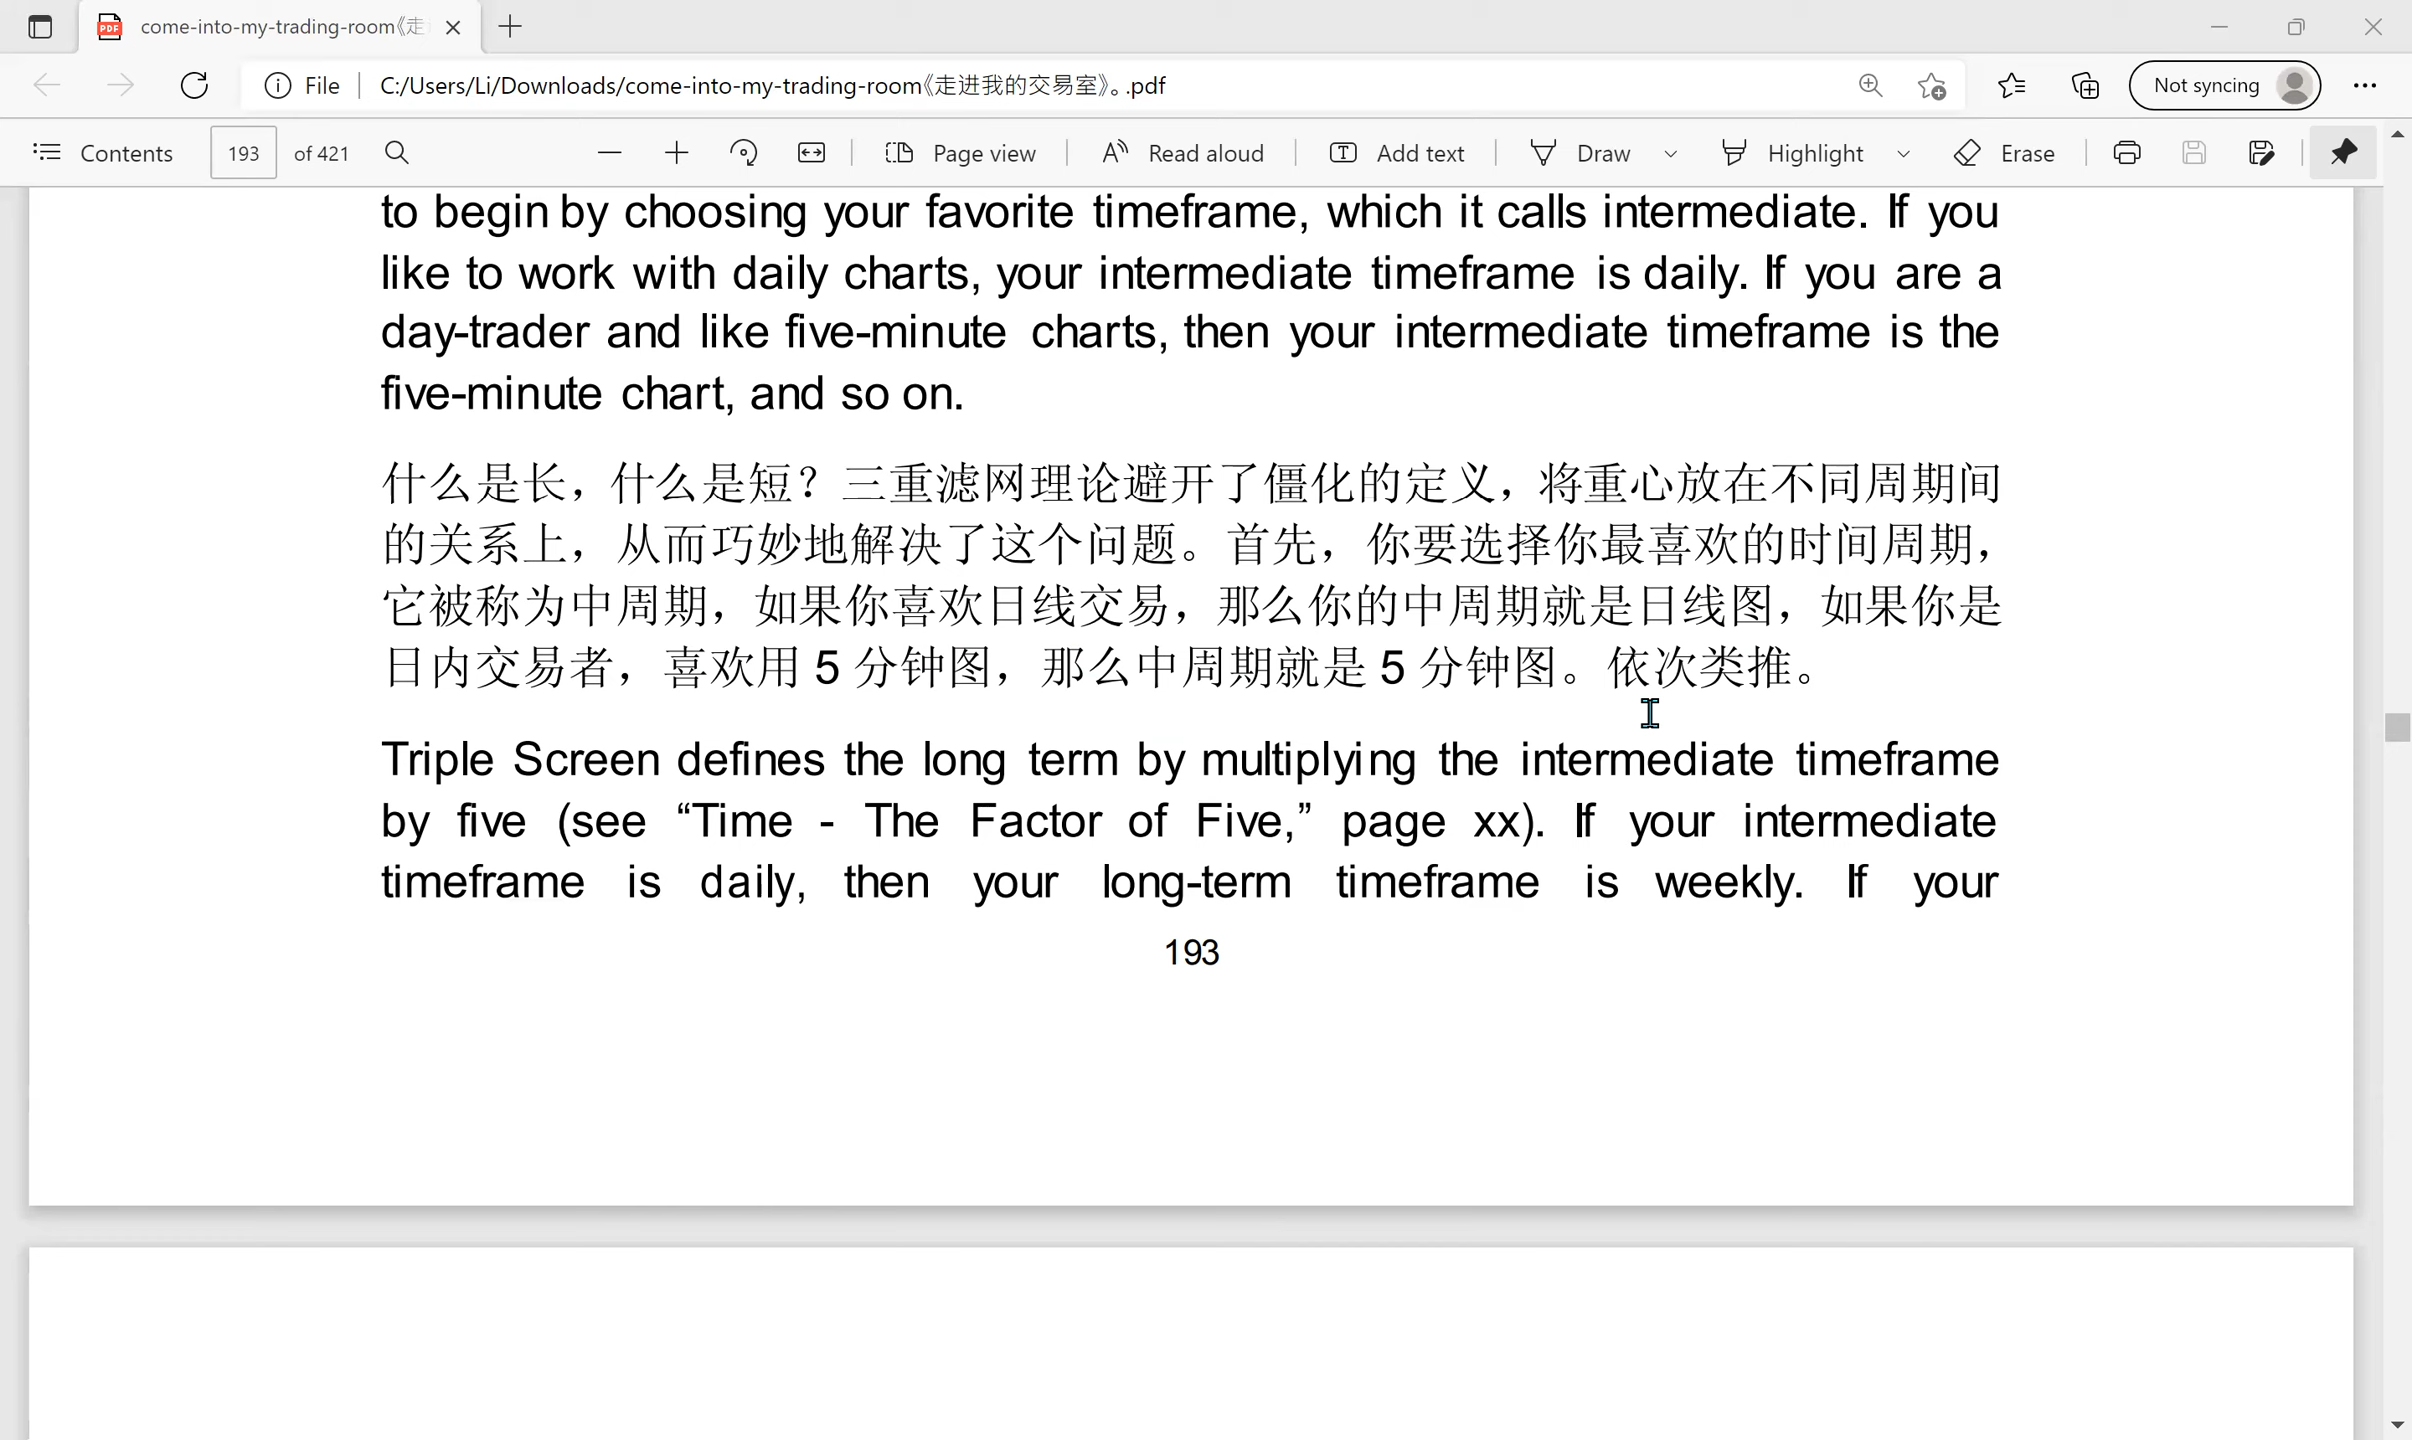 come-into-my-trading-room《走
File
C:/Users/Li/Downloads/come-into-my-trading-room《走进我的交易室》。.pdf
Not syncing
Contents
193
of 421
Page view
Read aloud
Add text
Draw
Highlight
Erase
to begin by choosing your favorite timeframe, which it calls intermediate. If you
like to work with daily charts, your intermediate timeframe is daily. If you are a
day-trader and like five-minute charts, then your intermediate timeframe is the
five-minute chart, and so on.
什么是长，什么是短？三重滤网理论避开了僵化的定义，将重心放在不同周期间
的关系上，从而巧妙地解决了这个问题。首先，你要选择你最喜欢的时间周期，
它被称为中周期，如果你喜欢日线交易，那么你的中周期就是日线图，如果你是
日内交易者，喜欢用 5 分钟图，那么中周期就是 5 分钟图。依次类推。
Triple Screen defines the long term by multiplying the intermediate timeframe
by five (see “Time - The Factor of Five,” page xx). If your intermediate
timeframe is daily, then your long-term timeframe is weekly. If your
193